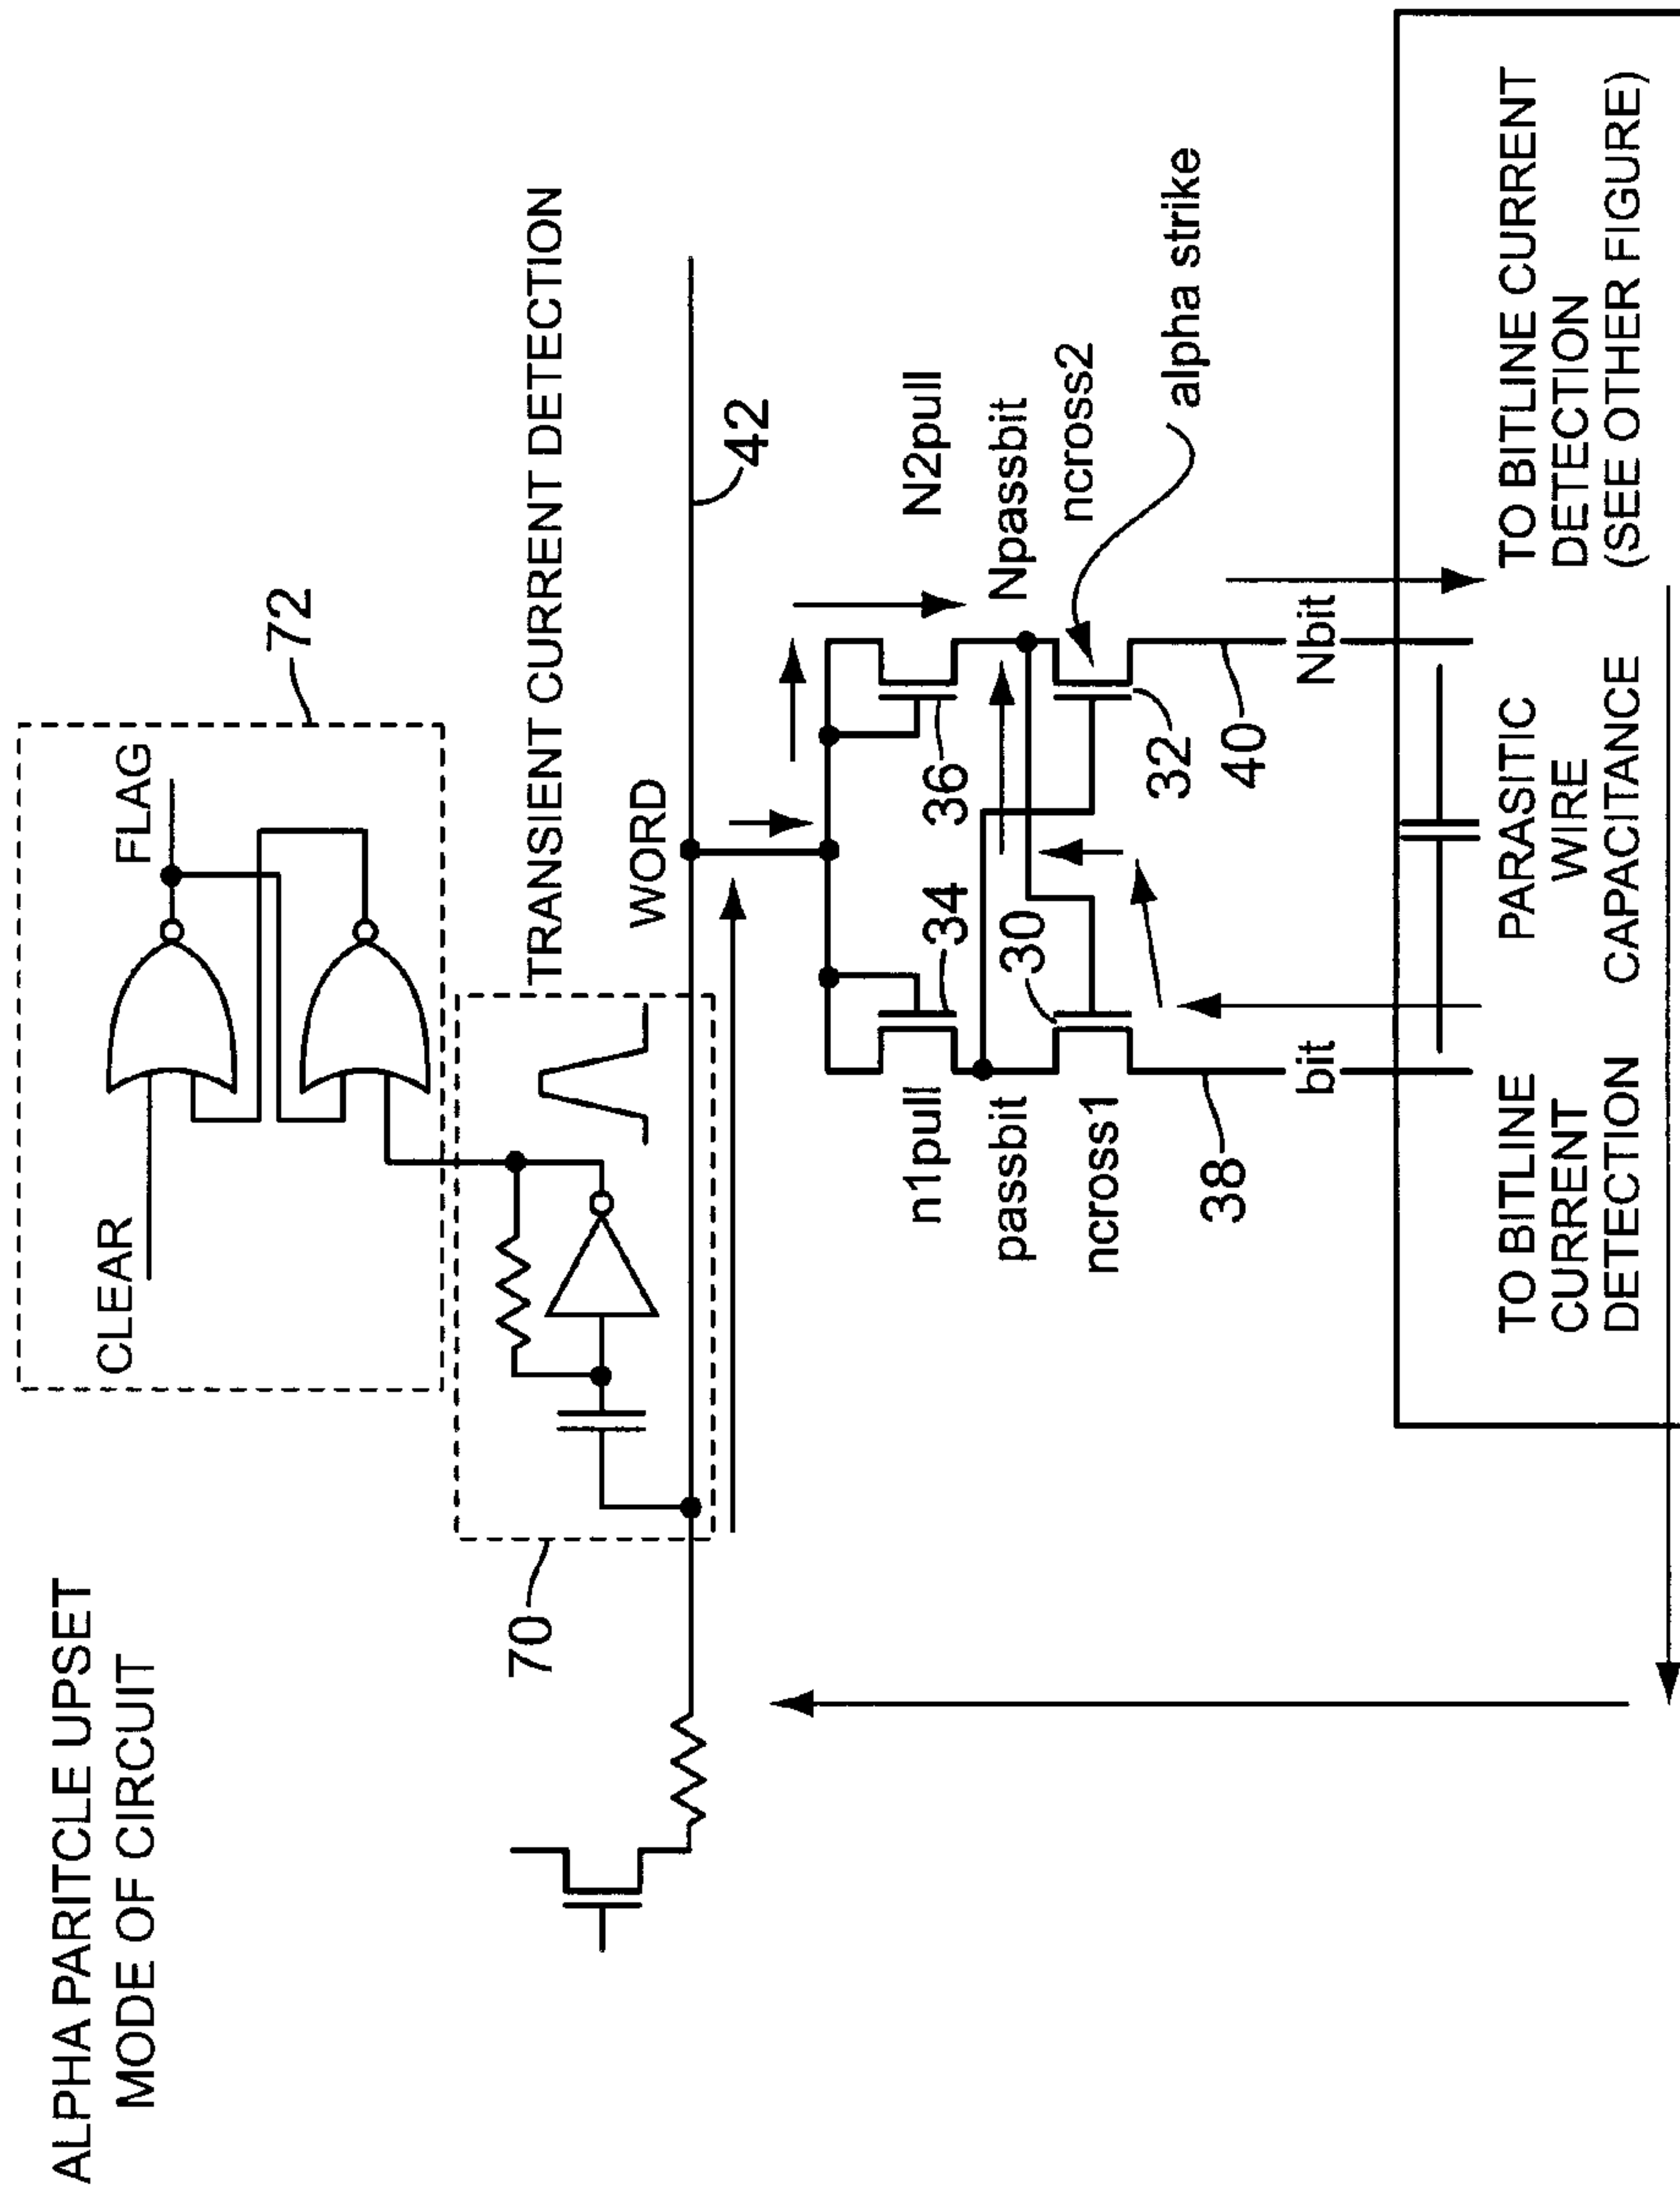 ALPHA PARITCLE UPSET
MODE OF CIRCUIT
CLEAR
FLAG
72
70
TRANSIENT CURRENT DETECTION
WORD
42
n1pull
34
36
N2pull
passbit
30
Npassbit
ncross1
ncross2
32
alpha strike
38
40
bit
Nbit
TO BITLINE
CURRENT
DETECTION
PARASITIC
WIRE
CAPACITANCE
TO BITLINE CURRENT
DETECTION
(SEE OTHER FIGURE)